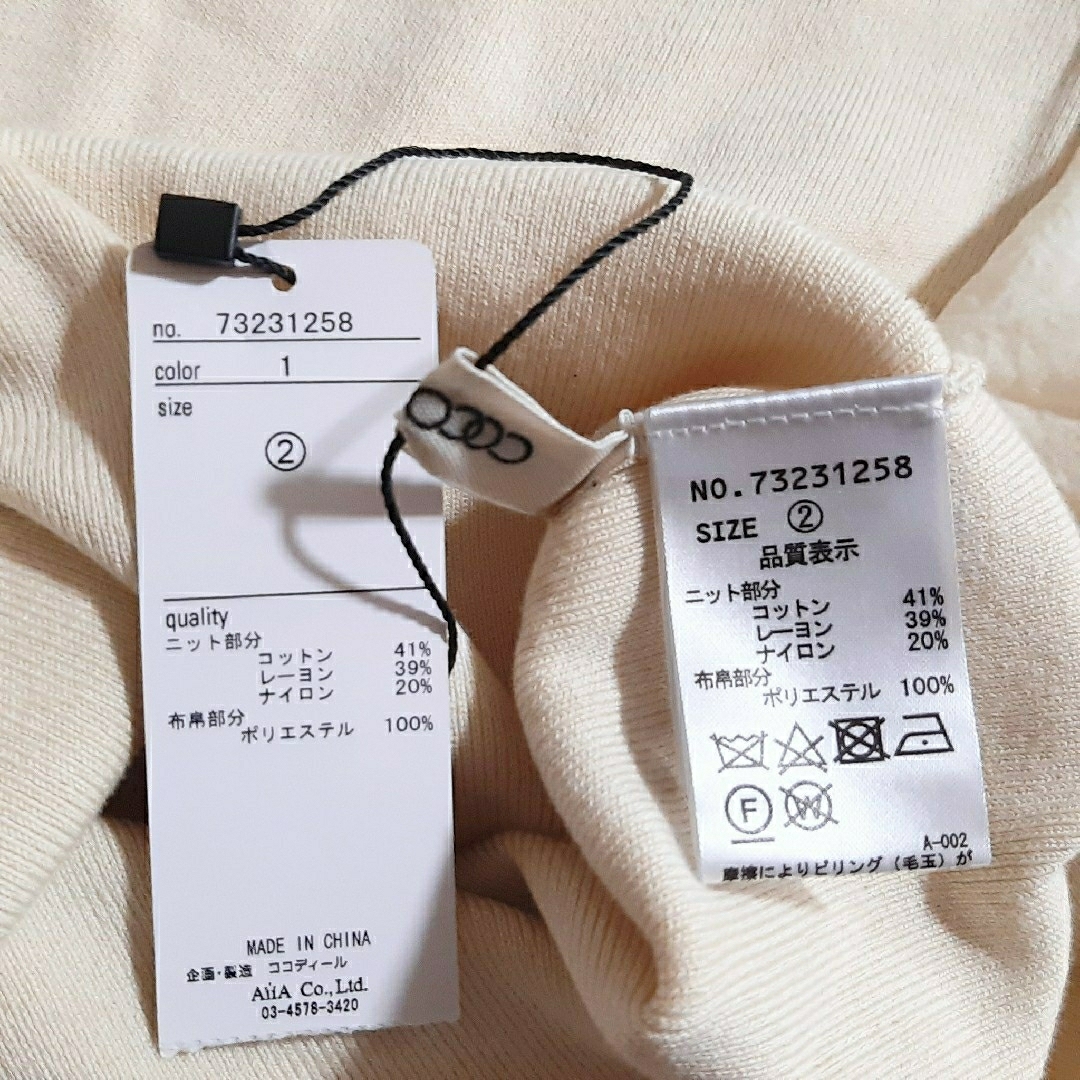 no. 73231258
color 1
size
②
quality
ニット部分
コットン 41%
レーヨン 39%
ナイロン 20%
布帛部分
ポリエステル 100%
MADE IN CHINA
企画・製造 ココディール
AiiA Co.,Ltd.
03-4578-3420
NO.73231258
SIZE ②
品質表示
ニット部分
コットン 41%
レーヨン 39%
ナイロン 20%
布帛部分
ポリエステル 100%
F
W
A-002
摩擦によりピリング(毛玉)が